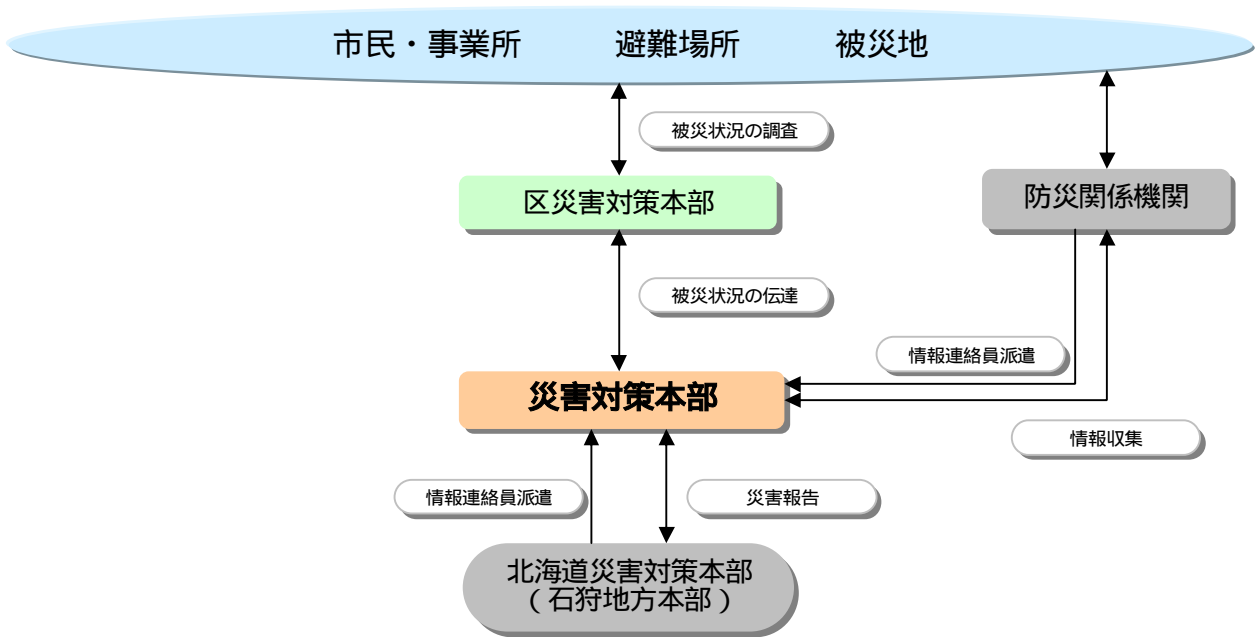 市民・事業所 避難場所 被災地
被災状況の調査
区災害対策本部
防災関係機関
被災状況の伝達
情報連絡員派遣
災害対策本部
情報収集
情報連絡員派遣
災害報告
北海道災害対策本部
（石狩地方本部）